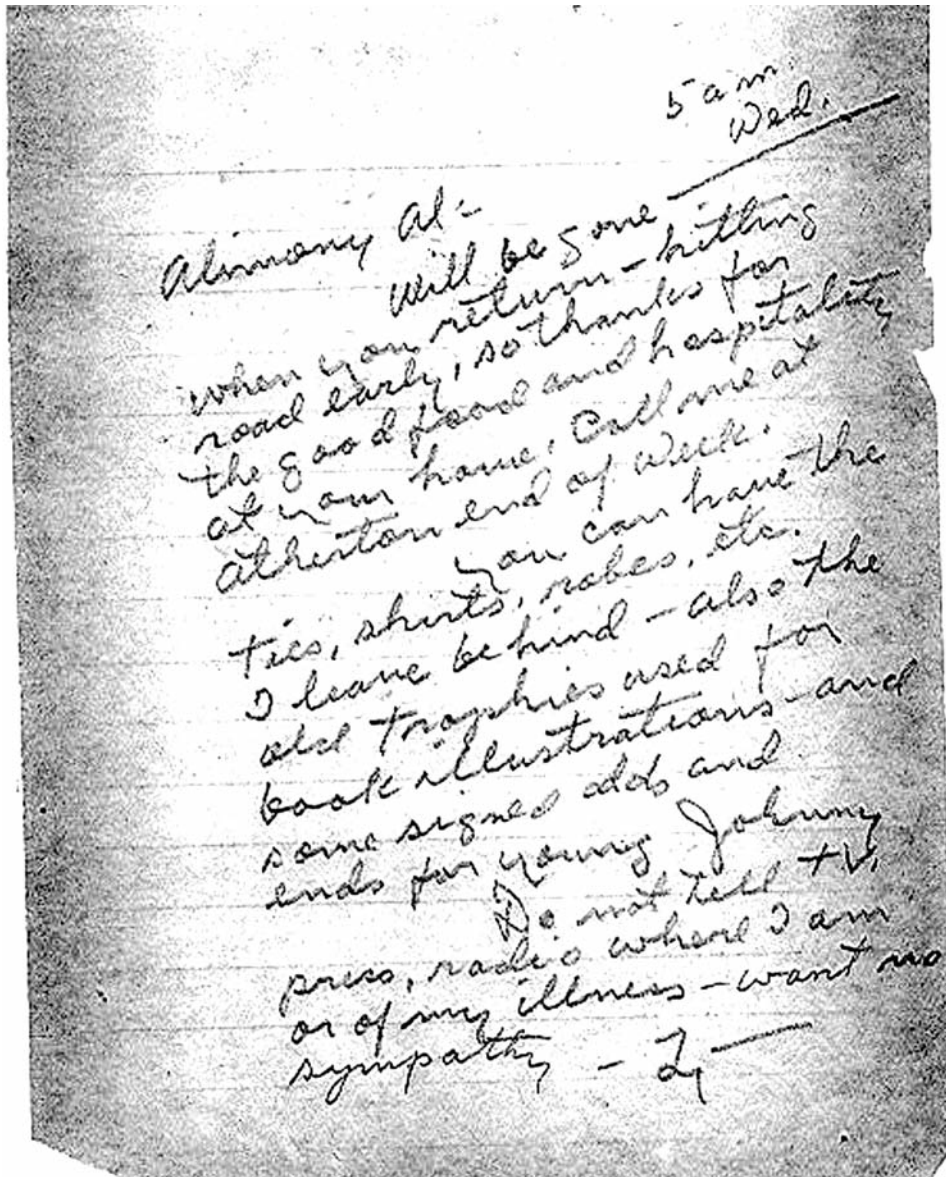 5 am.
Wed.
Alimony Al-
Will be gone
when you return - hitting
road early, so thanks for
the good food and hospitality
at your home. Call me at
Atherton end of week.
You can have the
ties, shirts, robes, etc.
I leave behind - also the
old trophies used for
book illustrations and
some signed odds and
ends for young Johnny
Do not tell TV,
press, radio where I am
or of my illness - want no
sympathy -